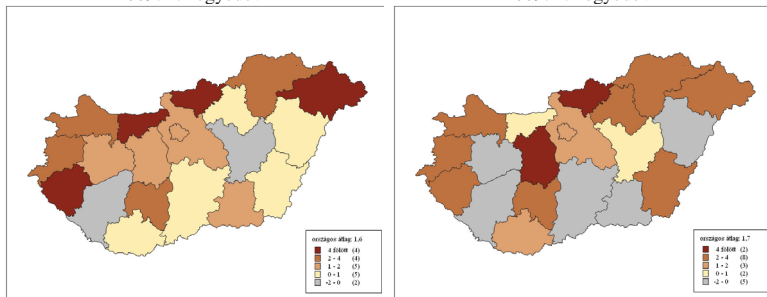 országos átlag: 1,6
4 fölött (4)
2 - 4 (4)
1 - 2 (5)
0 - 1 (5)
-2 - 0 (2)
országos átlag: 1,7
4 fölött (2)
2 - 4 (8)
1 - 2 (3)
0 - 1 (2)
-2 - 0 (5)